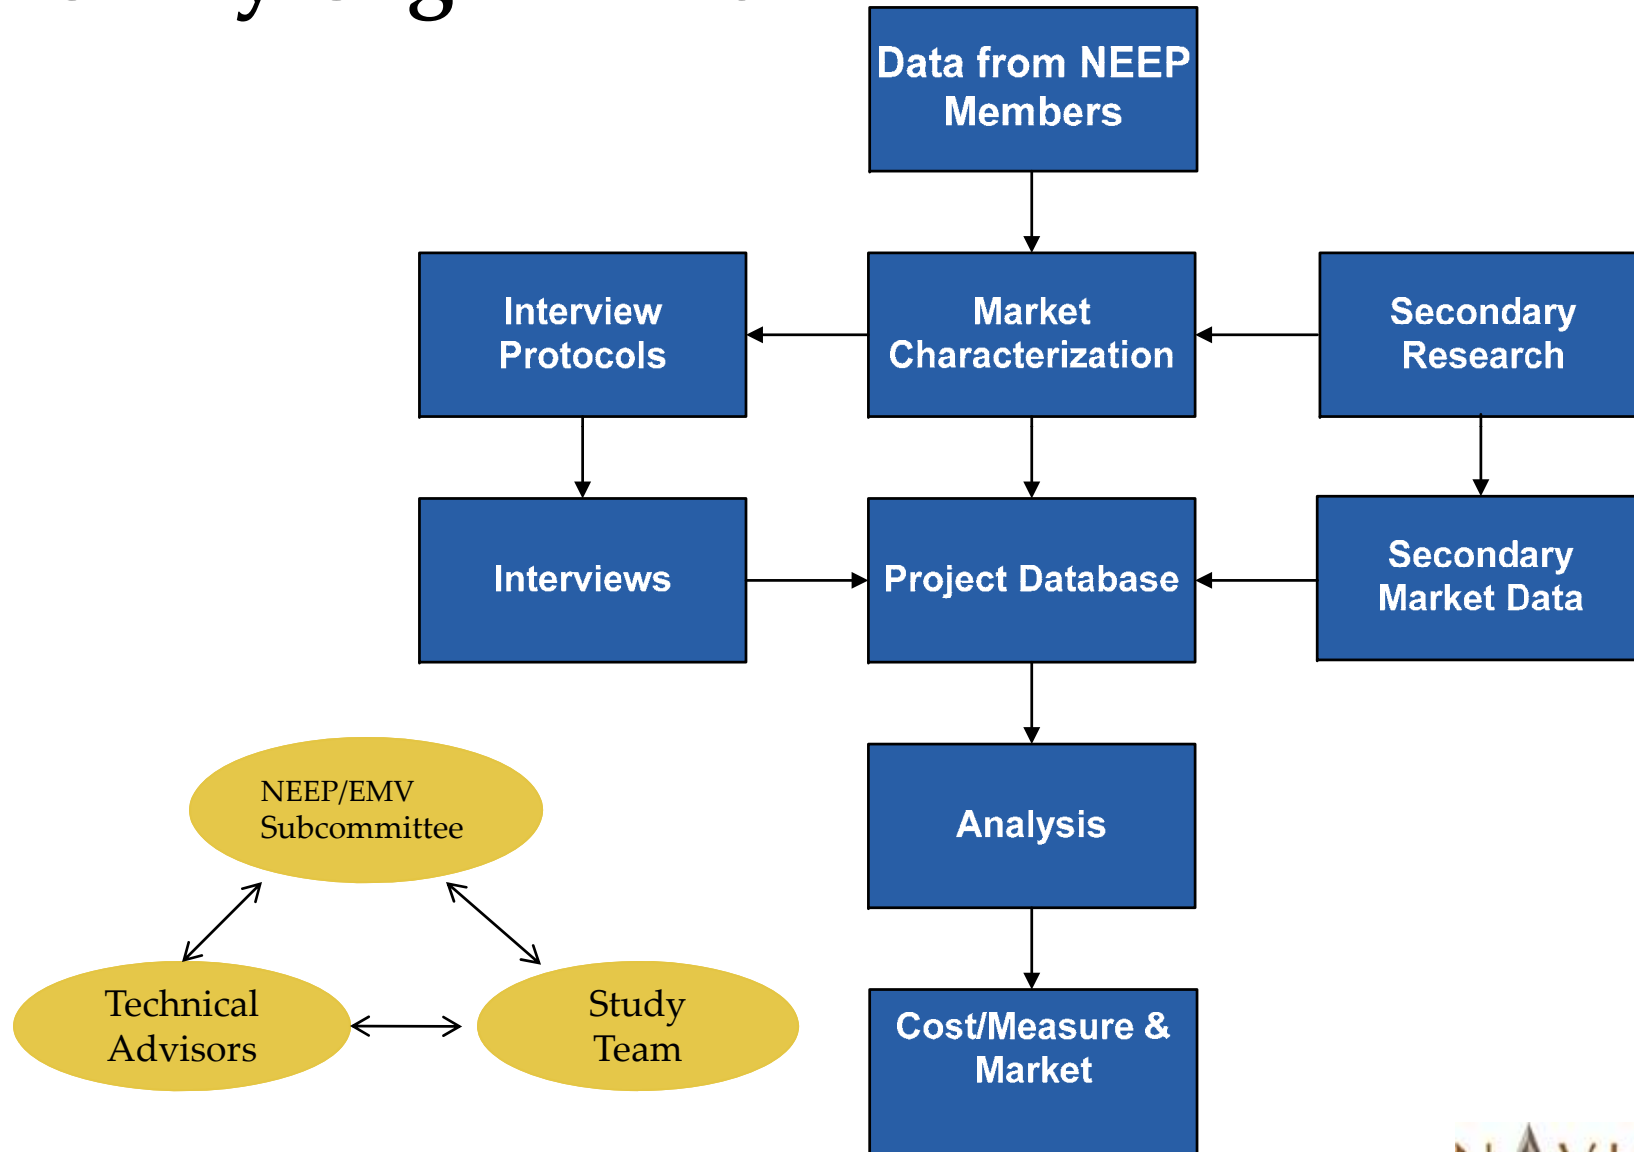 Data from NEEP
Members
Interview
Protocols
Market
Characterization
Secondary
Research
Interviews
Project Database
Secondary
Market Data
NEEP/EMV
Subcommittee
Analysis
Technical
Advisors
Study
Team
Cost/Measure &
Market